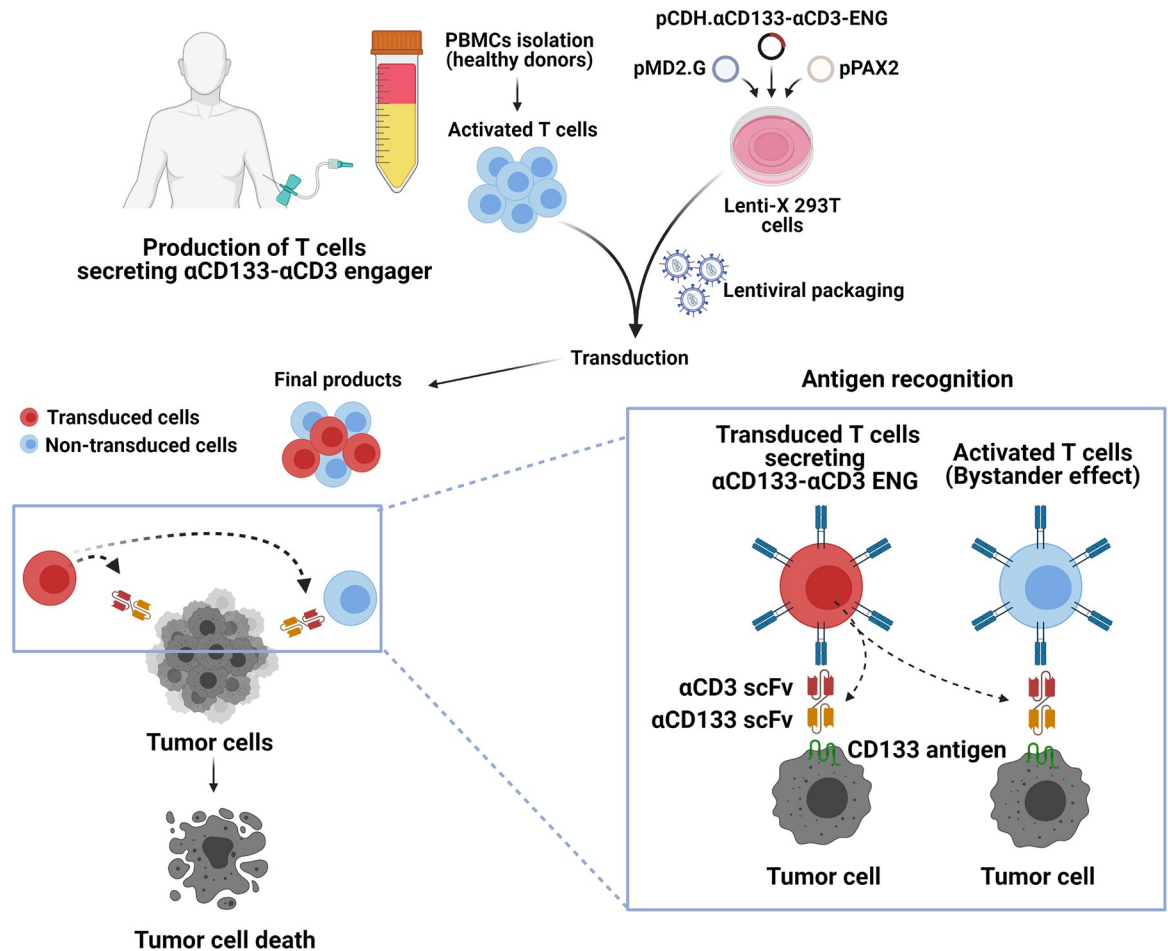 PBMCs isolation
(healthy donors)
Activated T cells
pCDH.αCD133-αCD3-ENG
pMD2.G
pPAX2
Lenti-X 293T
cells
Production of T cells
secreting αCD133-αCD3 engager
Lentiviral packaging
Transduction
Final products
Transduced cells
Non-transduced cells
Tumor cells
Tumor cell death
Antigen recognition
Transduced T cells
secreting
αCD133-αCD3 ENG
Activated T cells
(Bystander effect)
αCD3 scFv
αCD133 scFv
CD133 antigen
Tumor cell
Tumor cell